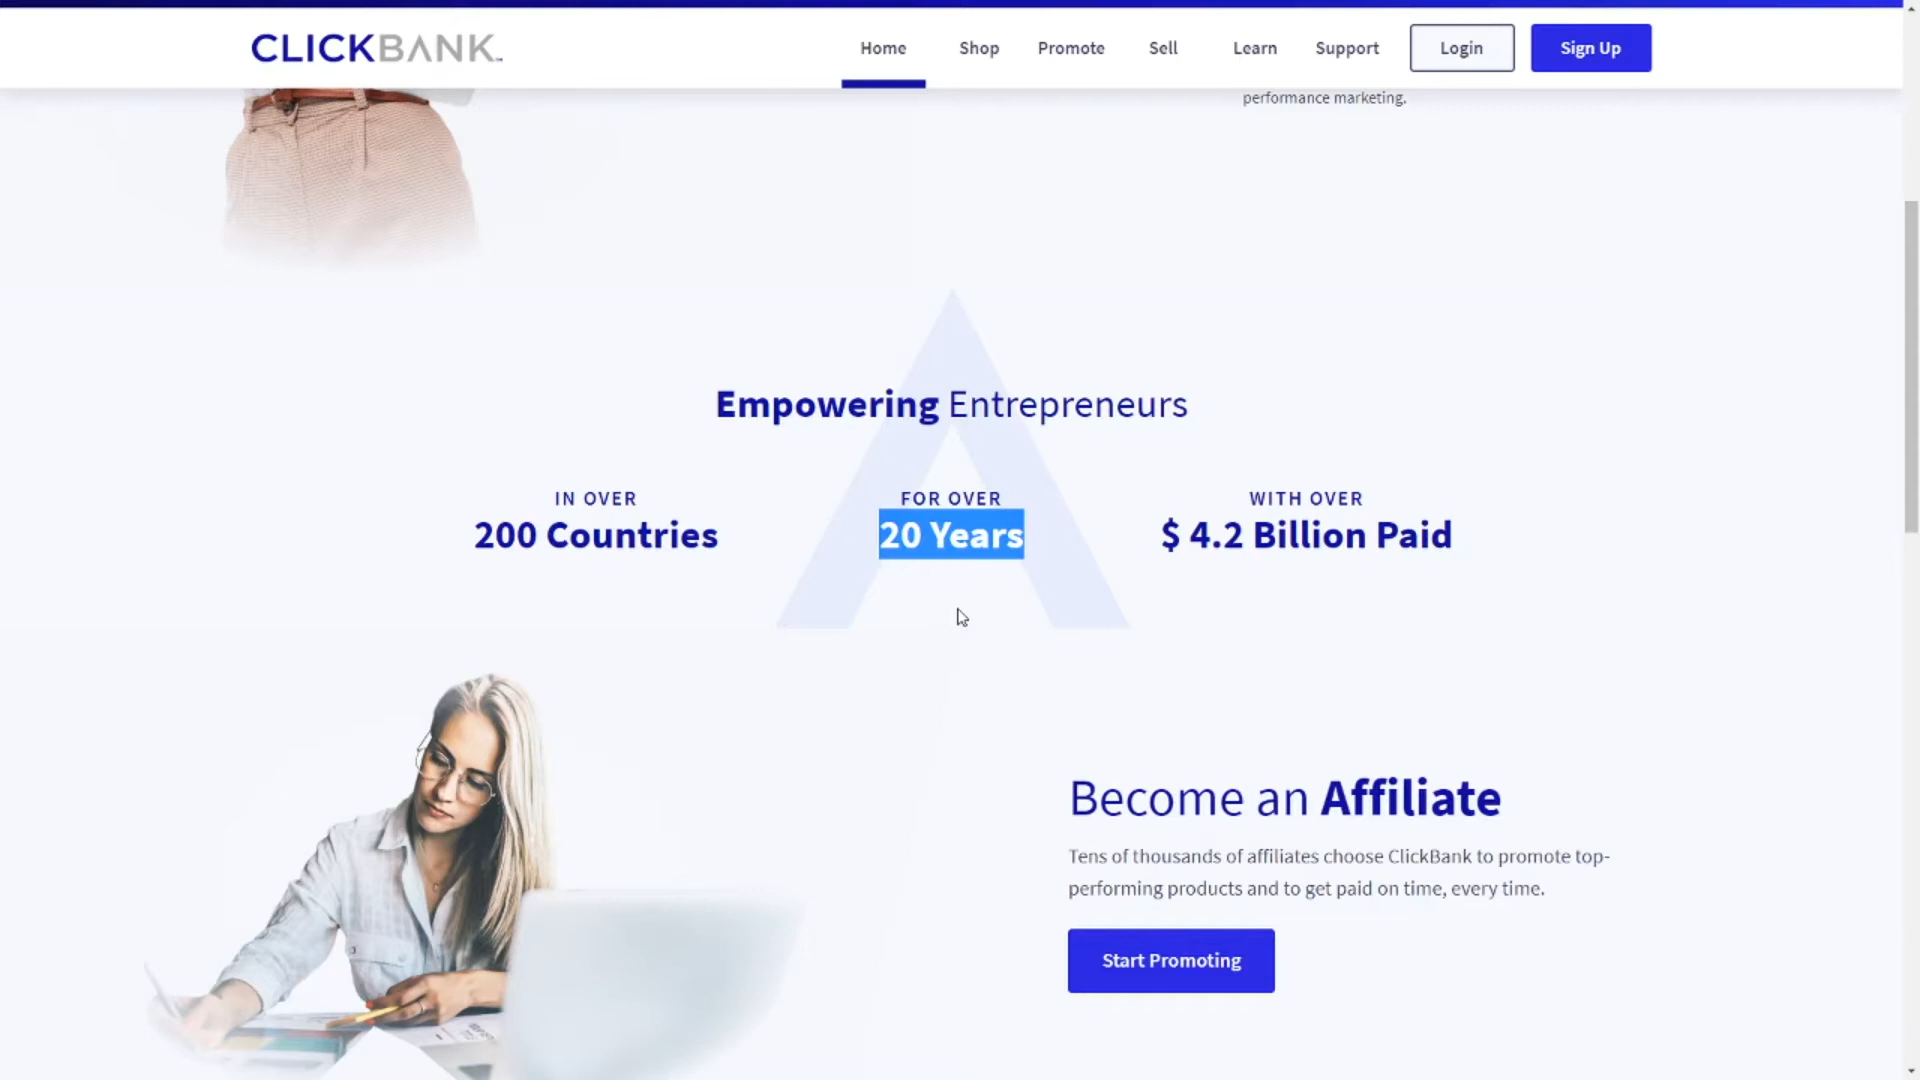 CLICKBANK
Home Shop Promote Sell Learn Support Login Sign Up
performance marketing.
Empowering Entrepreneurs
IN OVER
200 Countries
FOR OVER
20 Years
WITH OVER
$ 4.2 Billion Paid
Become an Affiliate
Tens of thousands of affiliates choose ClickBank to promote top-
performing products and to get paid on time, every time.
Start Promoting